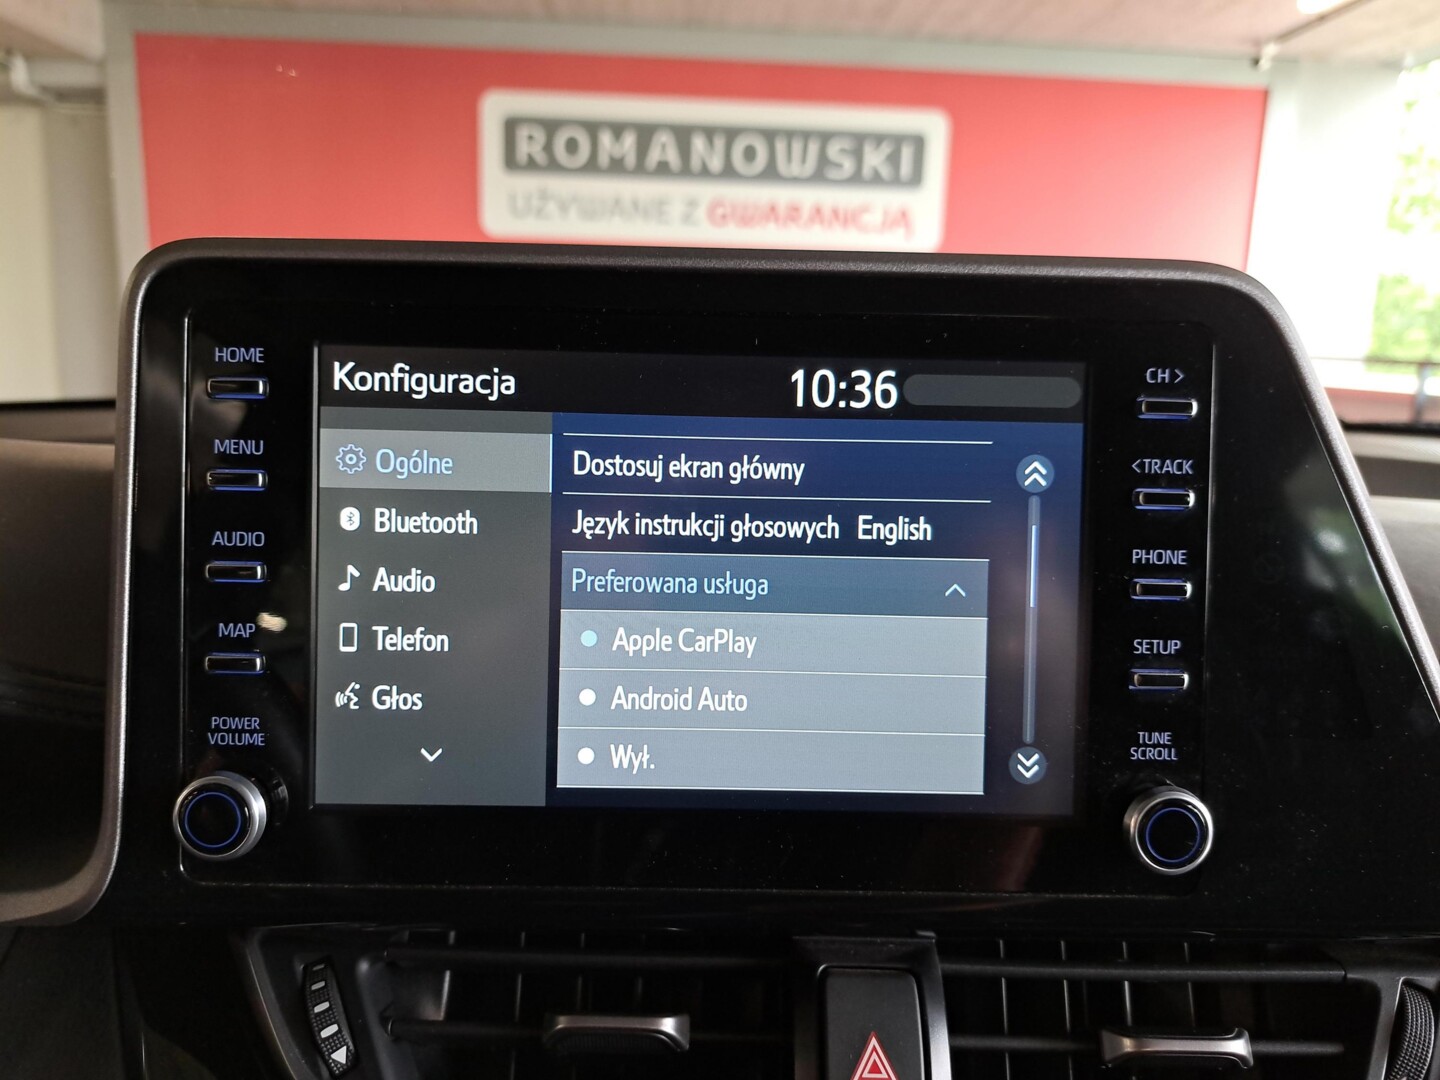 ROMANOWSKI
UŻYWANE Z GWARANCJĄ
HOME
MENU
AUDIO
MAP
POWER
VOLUME
Konfiguracja
10:36
Ogólne
Bluetooth
Audio
Telefon
Głos
Dostosuj ekran główny
Język instrukcji głosowych English
Preferowana usługa
Apple CarPlay
Android Auto
Wył.
CH >
<TRACK
PHONE
SETUP
TUNE
SCROLL